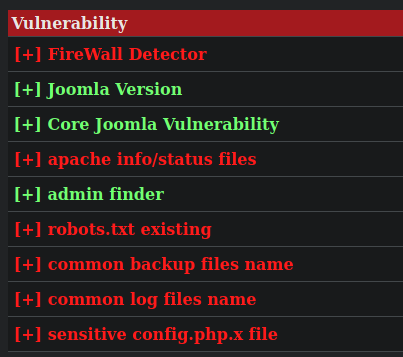 Vulnerability
[+] FireWall Detector
[+] Joomla Version
[+] Core Joomla Vulnerability
[+] apache info/status files
[+] admin finder
[+] robots.txt existing
[+] common backup files name
[+] common log files name
[+] sensitive config.php.x file